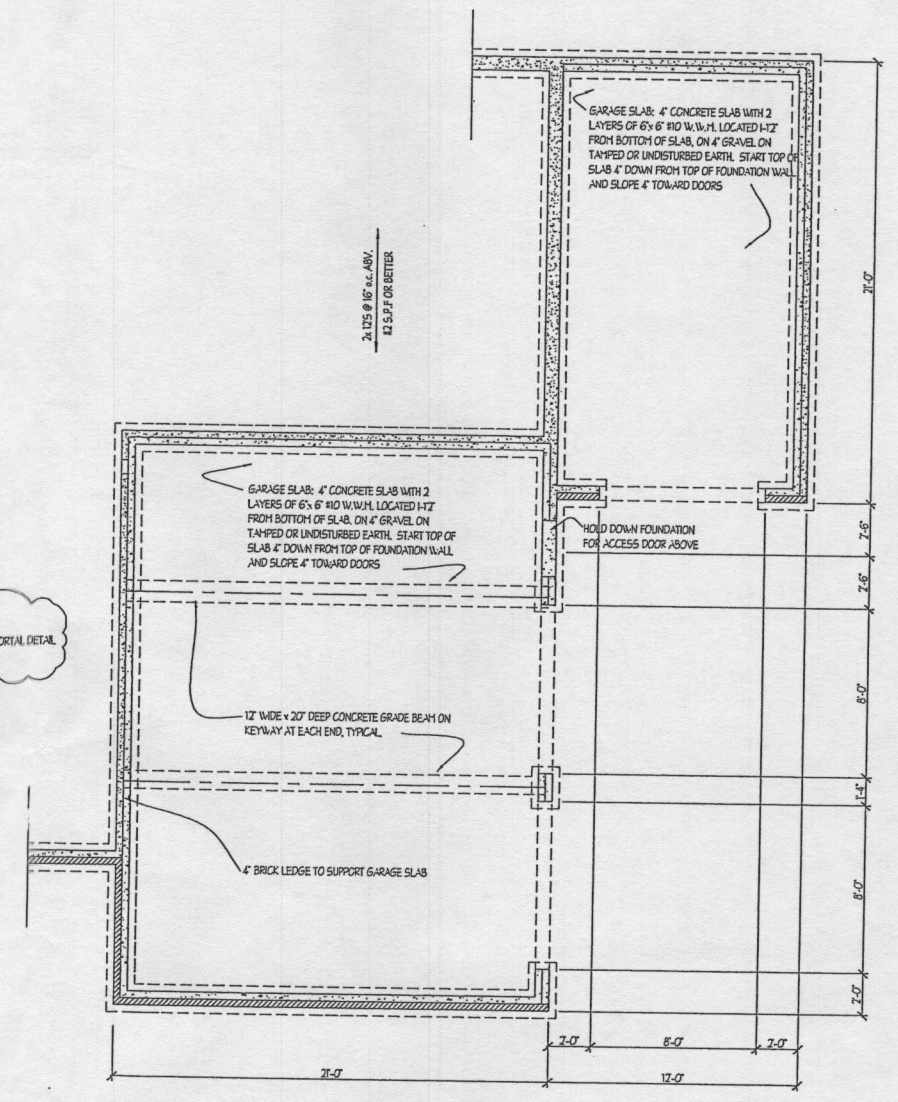 GARAGE SLAB: 4" CONCRETE SLAB WITH 2
LAYERS OF 6"x 6" #10 W.W.M. LOCATED 1-1/2"
FROM BOTTOM OF SLAB, ON 4" GRAVEL ON
TAMPED OR UNDISTURBED EARTH. START TOP OF
SLAB 4" DOWN FROM TOP OF FOUNDATION WALL
AND SLOPE 4" TOWARD DOORS
2x 12'S @ 16" o.c. ABV.
#2 S.P.F OR BETTER
21'-0"
GARAGE SLAB: 4" CONCRETE SLAB WITH 2
LAYERS OF 6"x 6" #10 W.W.M. LOCATED 1-1/2"
FROM BOTTOM OF SLAB, ON 4" GRAVEL ON
TAMPED OR UNDISTURBED EARTH. START TOP OF
SLAB 4" DOWN FROM TOP OF FOUNDATION WALL
AND SLOPE 4" TOWARD DOORS
HOLD DOWN FOUNDATION
FOR ACCESS DOOR ABOVE
2'-6"
2'-6"
ORTAL DETAIL
8'-0"
12" WIDE x 20" DEEP CONCRETE GRADE BEAM ON
KEYWAY AT EACH END, TYPICAL
1'-4"
4" BRICK LEDGE TO SUPPORT GARAGE SLAB
8'-0"
2'-0"
2'-0"
8'-0"
2'-0"
21'-0"
12'-0"